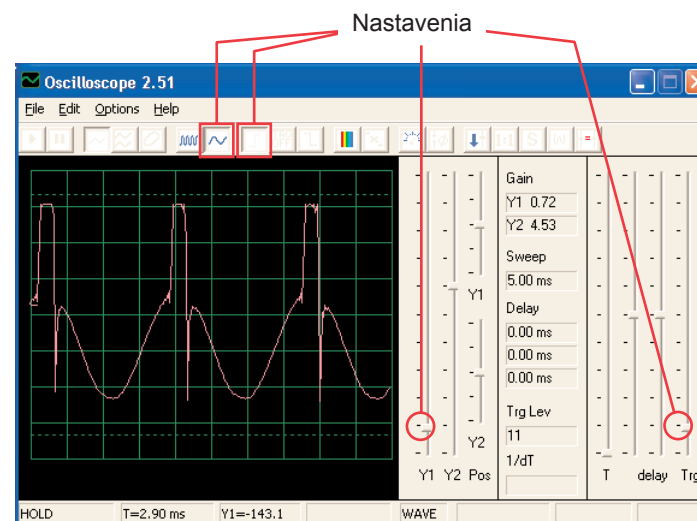 Nastavenia
Oscilloscope 2.51
File Edit Options Help
Gain
Y1 0.72
Y2 4.53
Sweep
5.00 ms
Delay
0.00 ms
0.00 ms
0.00 ms
Trg Lev
11
1/dT
Y1
Y2
Y1 Y2 Pos
T delay Trg
HOLD T=2.90 ms Y1=-143.1 WAVE